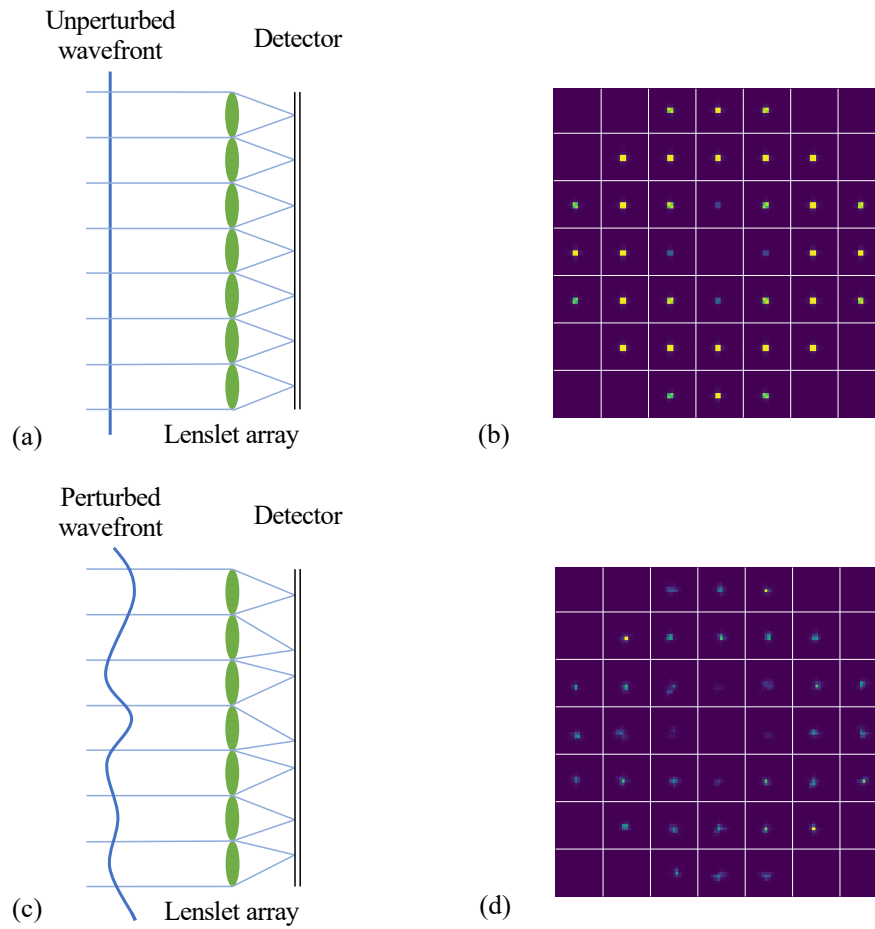 Unperturbed
wavefront
Detector
(a)
Lenslet array
(b)
Perturbed
wavefront
Detector
(c)
Lenslet array
(d)